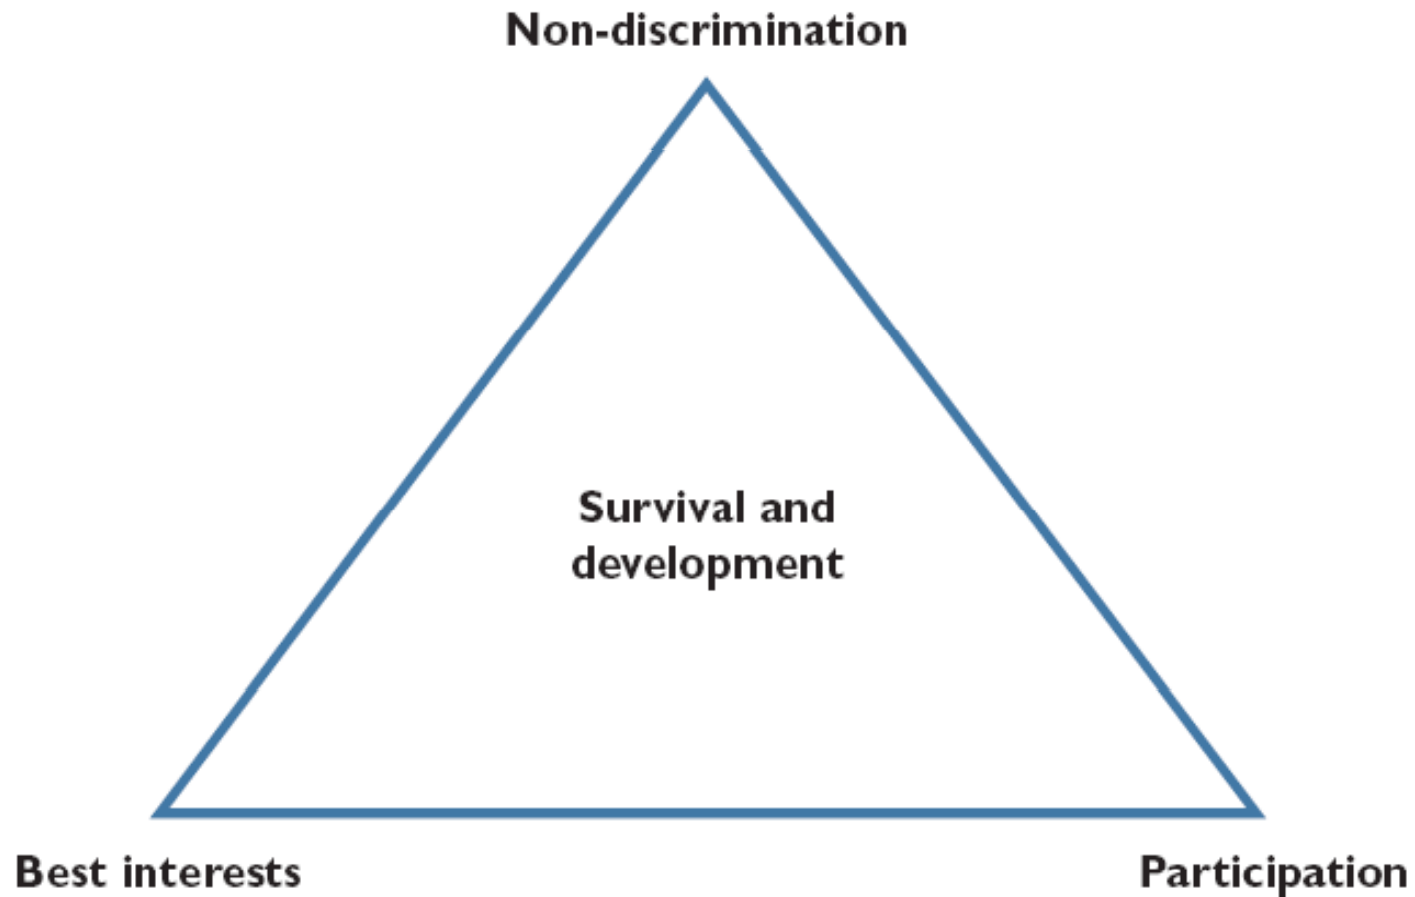 Non-discrimination
Survival and
development
Best interests
Participation